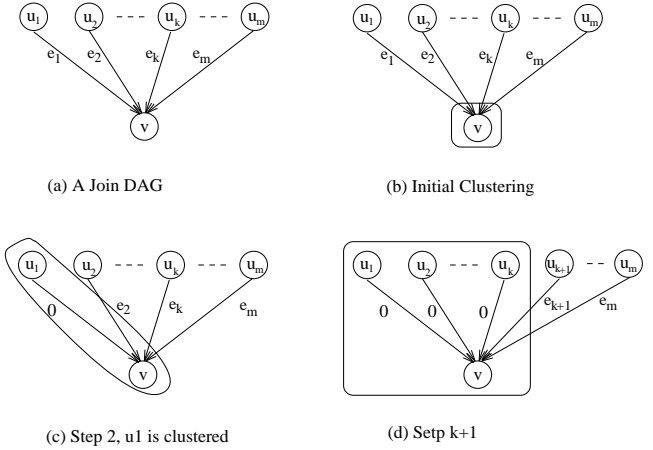 u1 u2 --- uk --- um
e1 e2 ek em
v
(a) A Join DAG
u1 u2 --- uk --- um
e1 e2 ek em
v
(b) Initial Clustering
u1 u2 --- uk --- um
0 e2 ek em
v
(c) Step 2, u1 is clustered
u1 u2 --- uk uk+1 -- um
0 0 0 ek+1 em
v
(d) Setp k+1